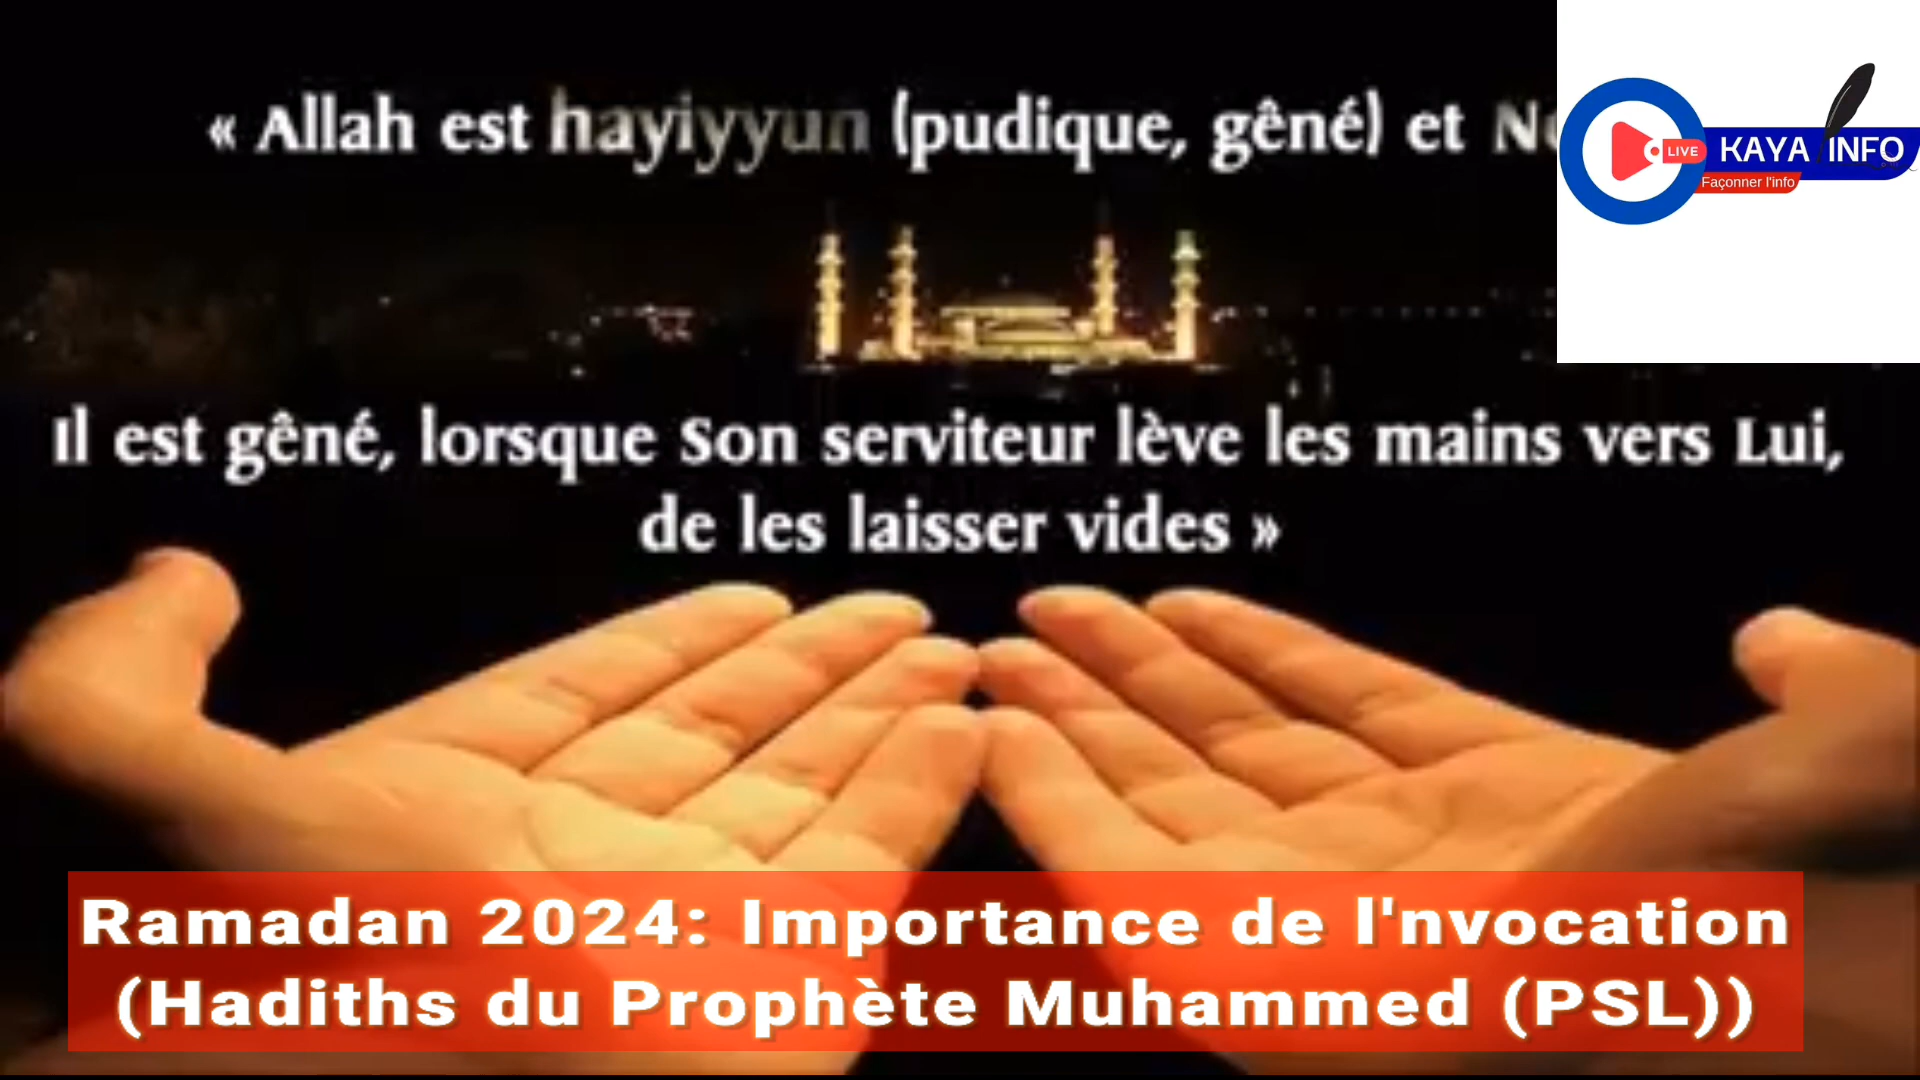 « Allah est hayiyyun (pudique, gêné) et
LIVE KAYA INFO
Façonner l'info
Il est gêné, lorsque Son serviteur lève les mains vers Lui,
de les laisser vides »
Ramadan 2024: Importance de l'nvocation
(Hadiths du Prophète Muhammed (PSL))